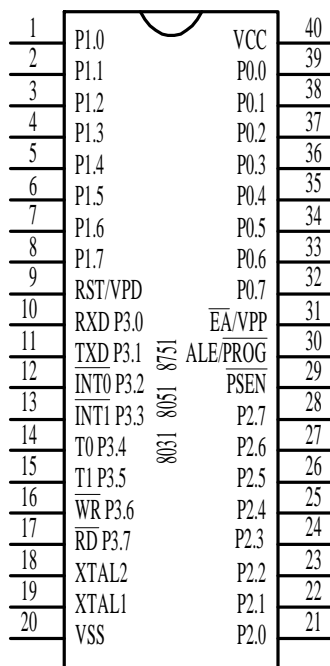 1 P1.0 VCC 40
2 P1.1 P0.0 39
3 P1.2 P0.1 38
4 P1.3 P0.2 37
5 P1.4 P0.3 36
6 P1.5 P0.4 35
7 P1.6 P0.5 34
8 P1.7 P0.6 33
9 RST/VPD P0.7 32
10 RXD P3.0 EA/VPP 31
11 TXD P3.1 ALE/PROG 30
12 INT0 P3.2 PSEN 29
13 INT1 P3.3 P2.7 28
14 T0 P3.4 P2.6 27
15 T1 P3.5 P2.5 26
16 WR P3.6 P2.4 25
17 RD P3.7 P2.3 24
18 XTAL2 P2.2 23
19 XTAL1 P2.1 22
20 VSS P2.0 21
8031 8051 8751